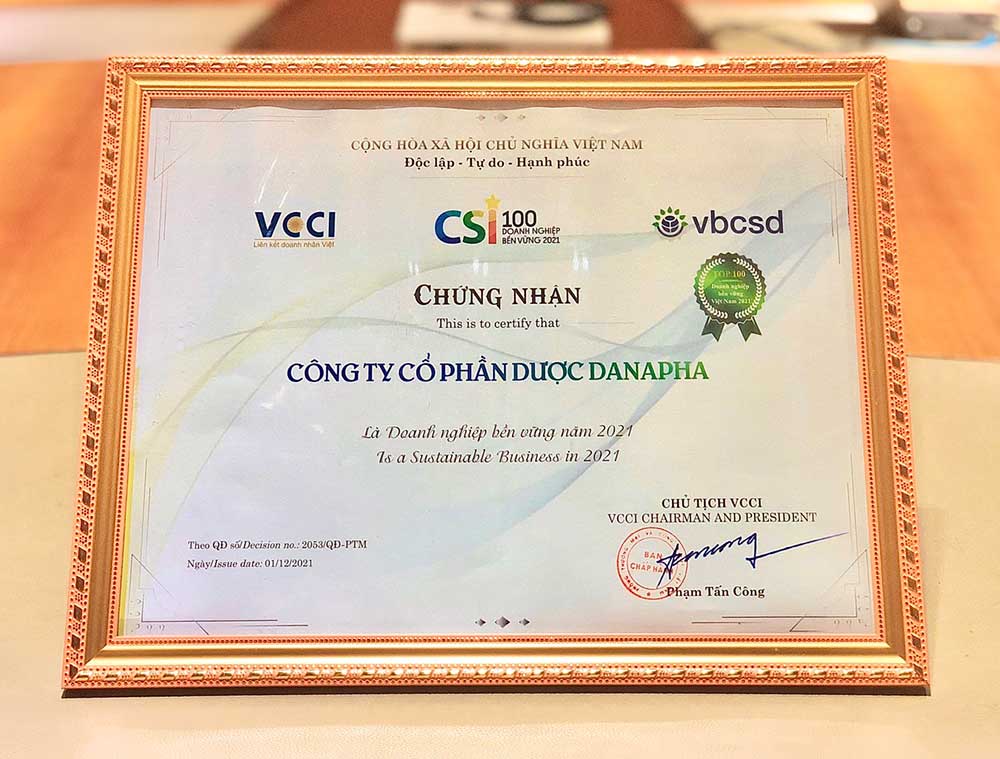 CỘNG HÒA XÃ HỘI CHỦ NGHĨA VIỆT NAM
Độc lập - Tự do - Hạnh phúc
VCCI
Liên kết doanh nhân Việt
CSI 100
DOANH NGHIỆP
BỀN VỮNG 2021
vbcsd
TOP 100
Doanh nghiệp
bền vững
Việt Nam 2021
CHỨNG NHẬN
This is to certify that
CÔNG TY CỔ PHẦN DƯỢC DANAPHA
Là Doanh nghiệp bền vững năm 2021
Is a Sustainable Business in 2021
CHỦ TỊCH VCCI
VCCI CHAIRMAN AND PRESIDENT
Theo QĐ số/Decision no.: 2053/QĐ-PTM
Ngày/Issue date: 01/12/2021
BAN
CHẤP HÀNH
Phạm Tấn Công